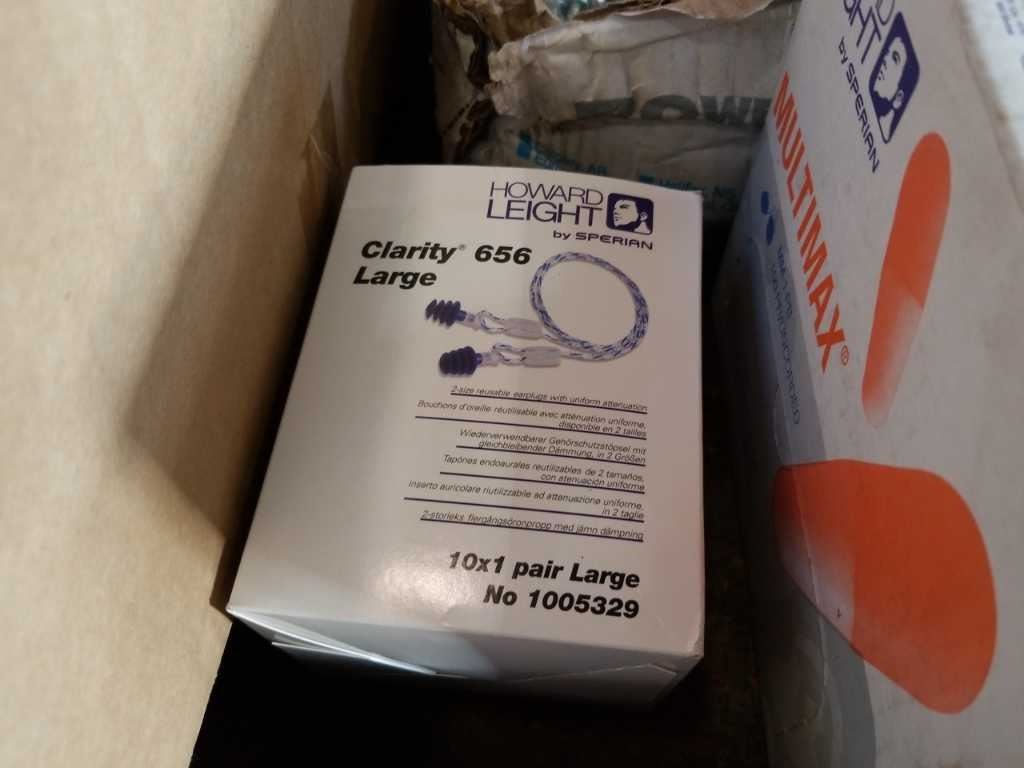 HOWARD
LEIGHT
by SPERIAN
Clarity® 656
Large
2-size reusable earplugs with uniform attenuation
Bouchons d'oreille réutilisable avec atténuation uniforme,
disponible en 2 tailles
Wiederverwendbarer Gehörschutzstöpsel mit
gleichbleibender Dämmung, in 2 Größen
Tapones endoaurales reutilizables de 2 tamaños,
con atenuación uniforme
Inserto auricolare riutilizzabile ad attenuazione uniforme,
in 2 taglie
2-storleks, flergångsöronpropp med jämn dämpning
10x1 pair Large
No 1005329
by SPERIAN
MULTIMAX®